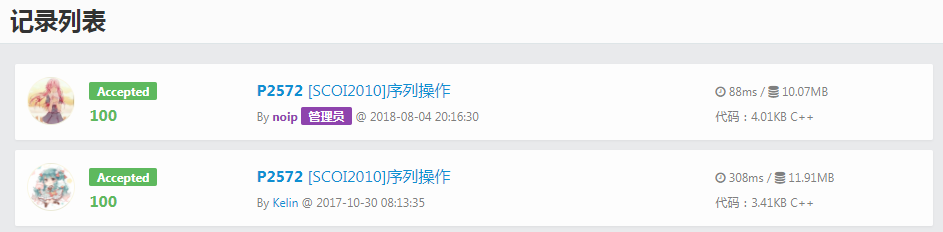 记录列表
Accepted
100
P2572 [SCOI2010]序列操作
By noip 管理员 @ 2018-08-04 20:16:30
88ms / 10.07MB
代码：4.01KB C++
Accepted
100
P2572 [SCOI2010]序列操作
By Kelin @ 2017-10-30 08:13:35
308ms / 11.91MB
代码：3.41KB C++